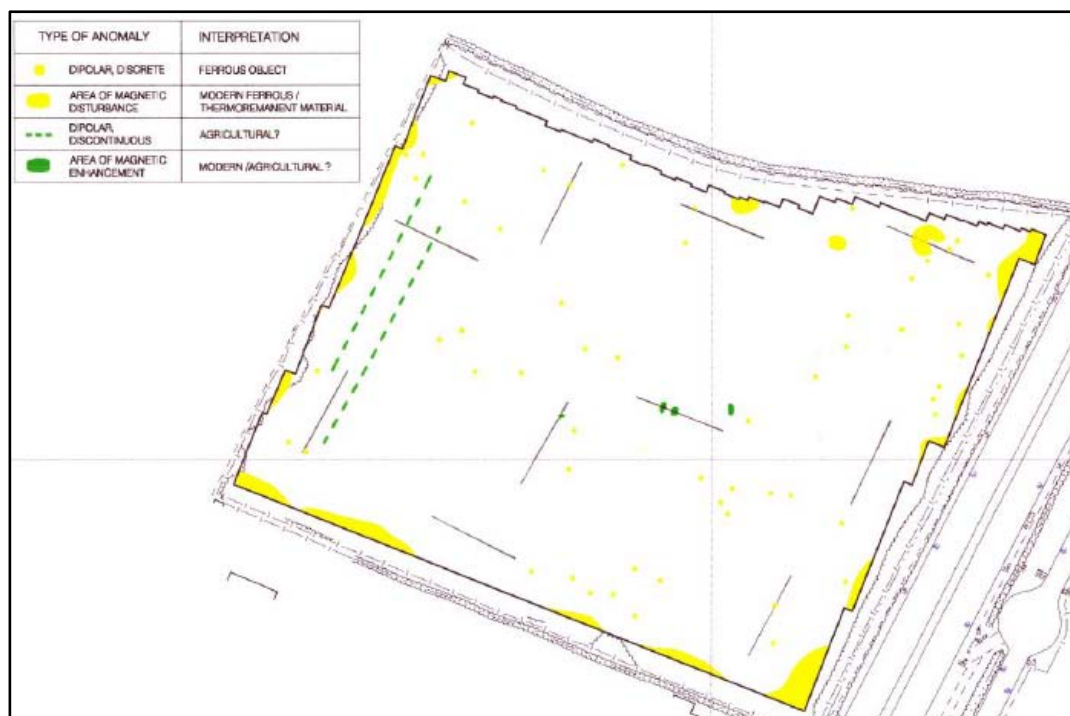 TYPE OF ANOMALY INTERPRETATION
DIPOLAR, DISCRETE FERROUS OBJECT
AREA OF MAGNETIC MODERN FERROUS /
DISTURBANCE THERMOREMANENT MATERIAL
DIPOLAR, AGRICULTURAL?
DISCONTINUOUS
AREA OF MAGNETIC MODERN /AGRICULTURAL ?
ENHANCEMENT